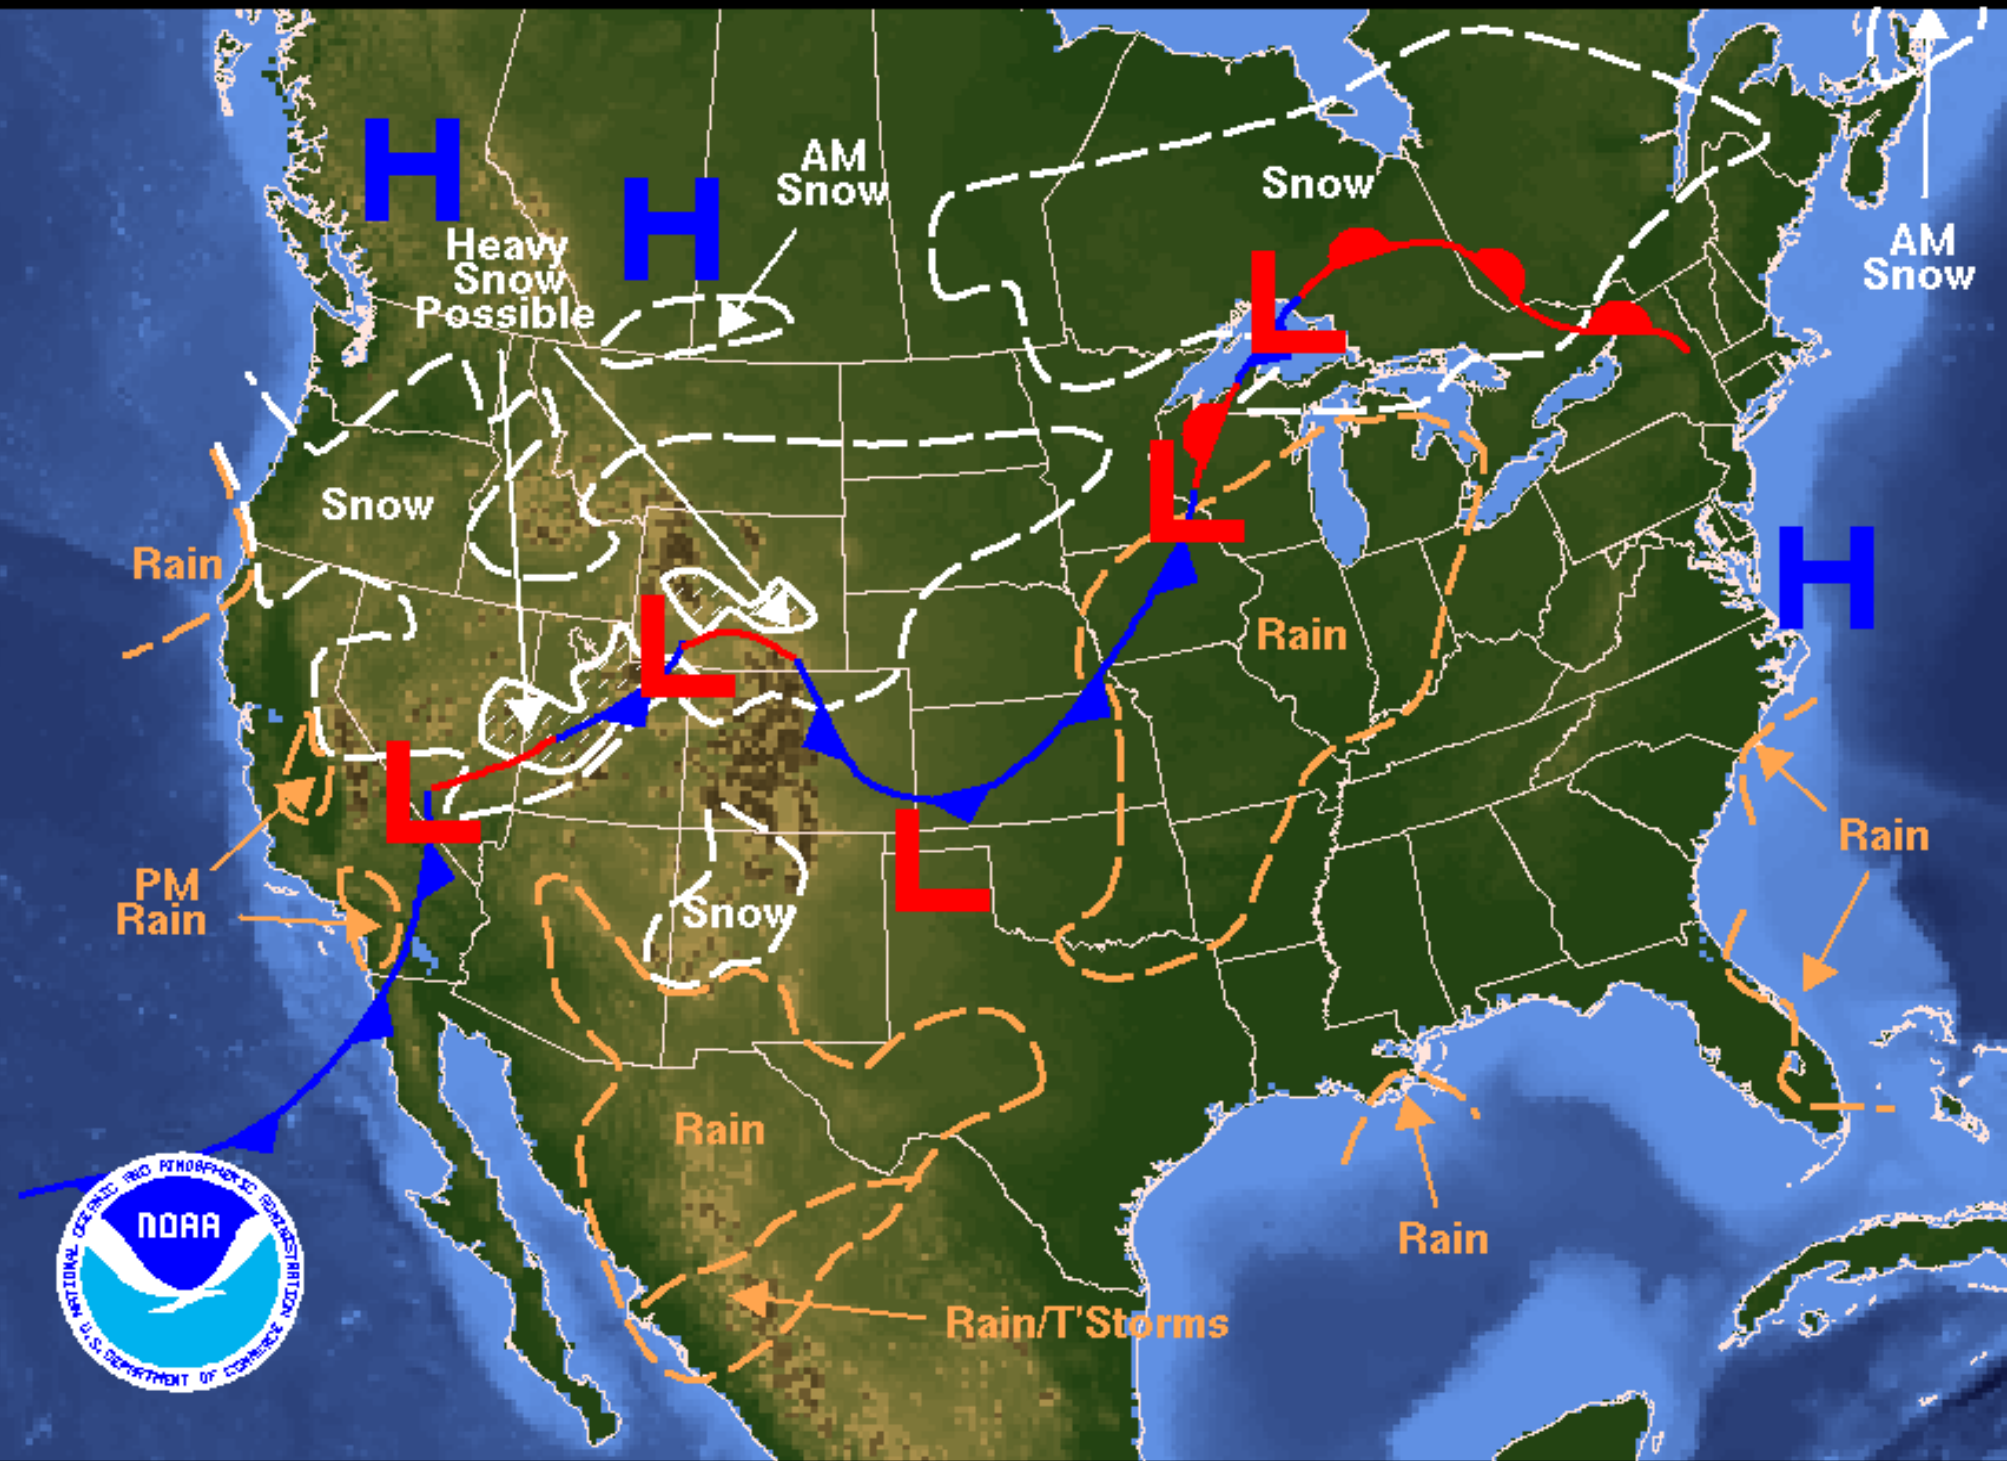 H
H
AM
Snow
Snow
Heavy
Snow
Possible
AM
Snow
L
L
Snow
Rain
H
L
Rain
L
PM
Rain
L
Snow
Rain
Rain
Rain
Rain/T'Storms
NOAA
NATIONAL OCEANIC AND ATMOSPHERIC ADMINISTRATION
U.S. DEPARTMENT OF COMMERCE